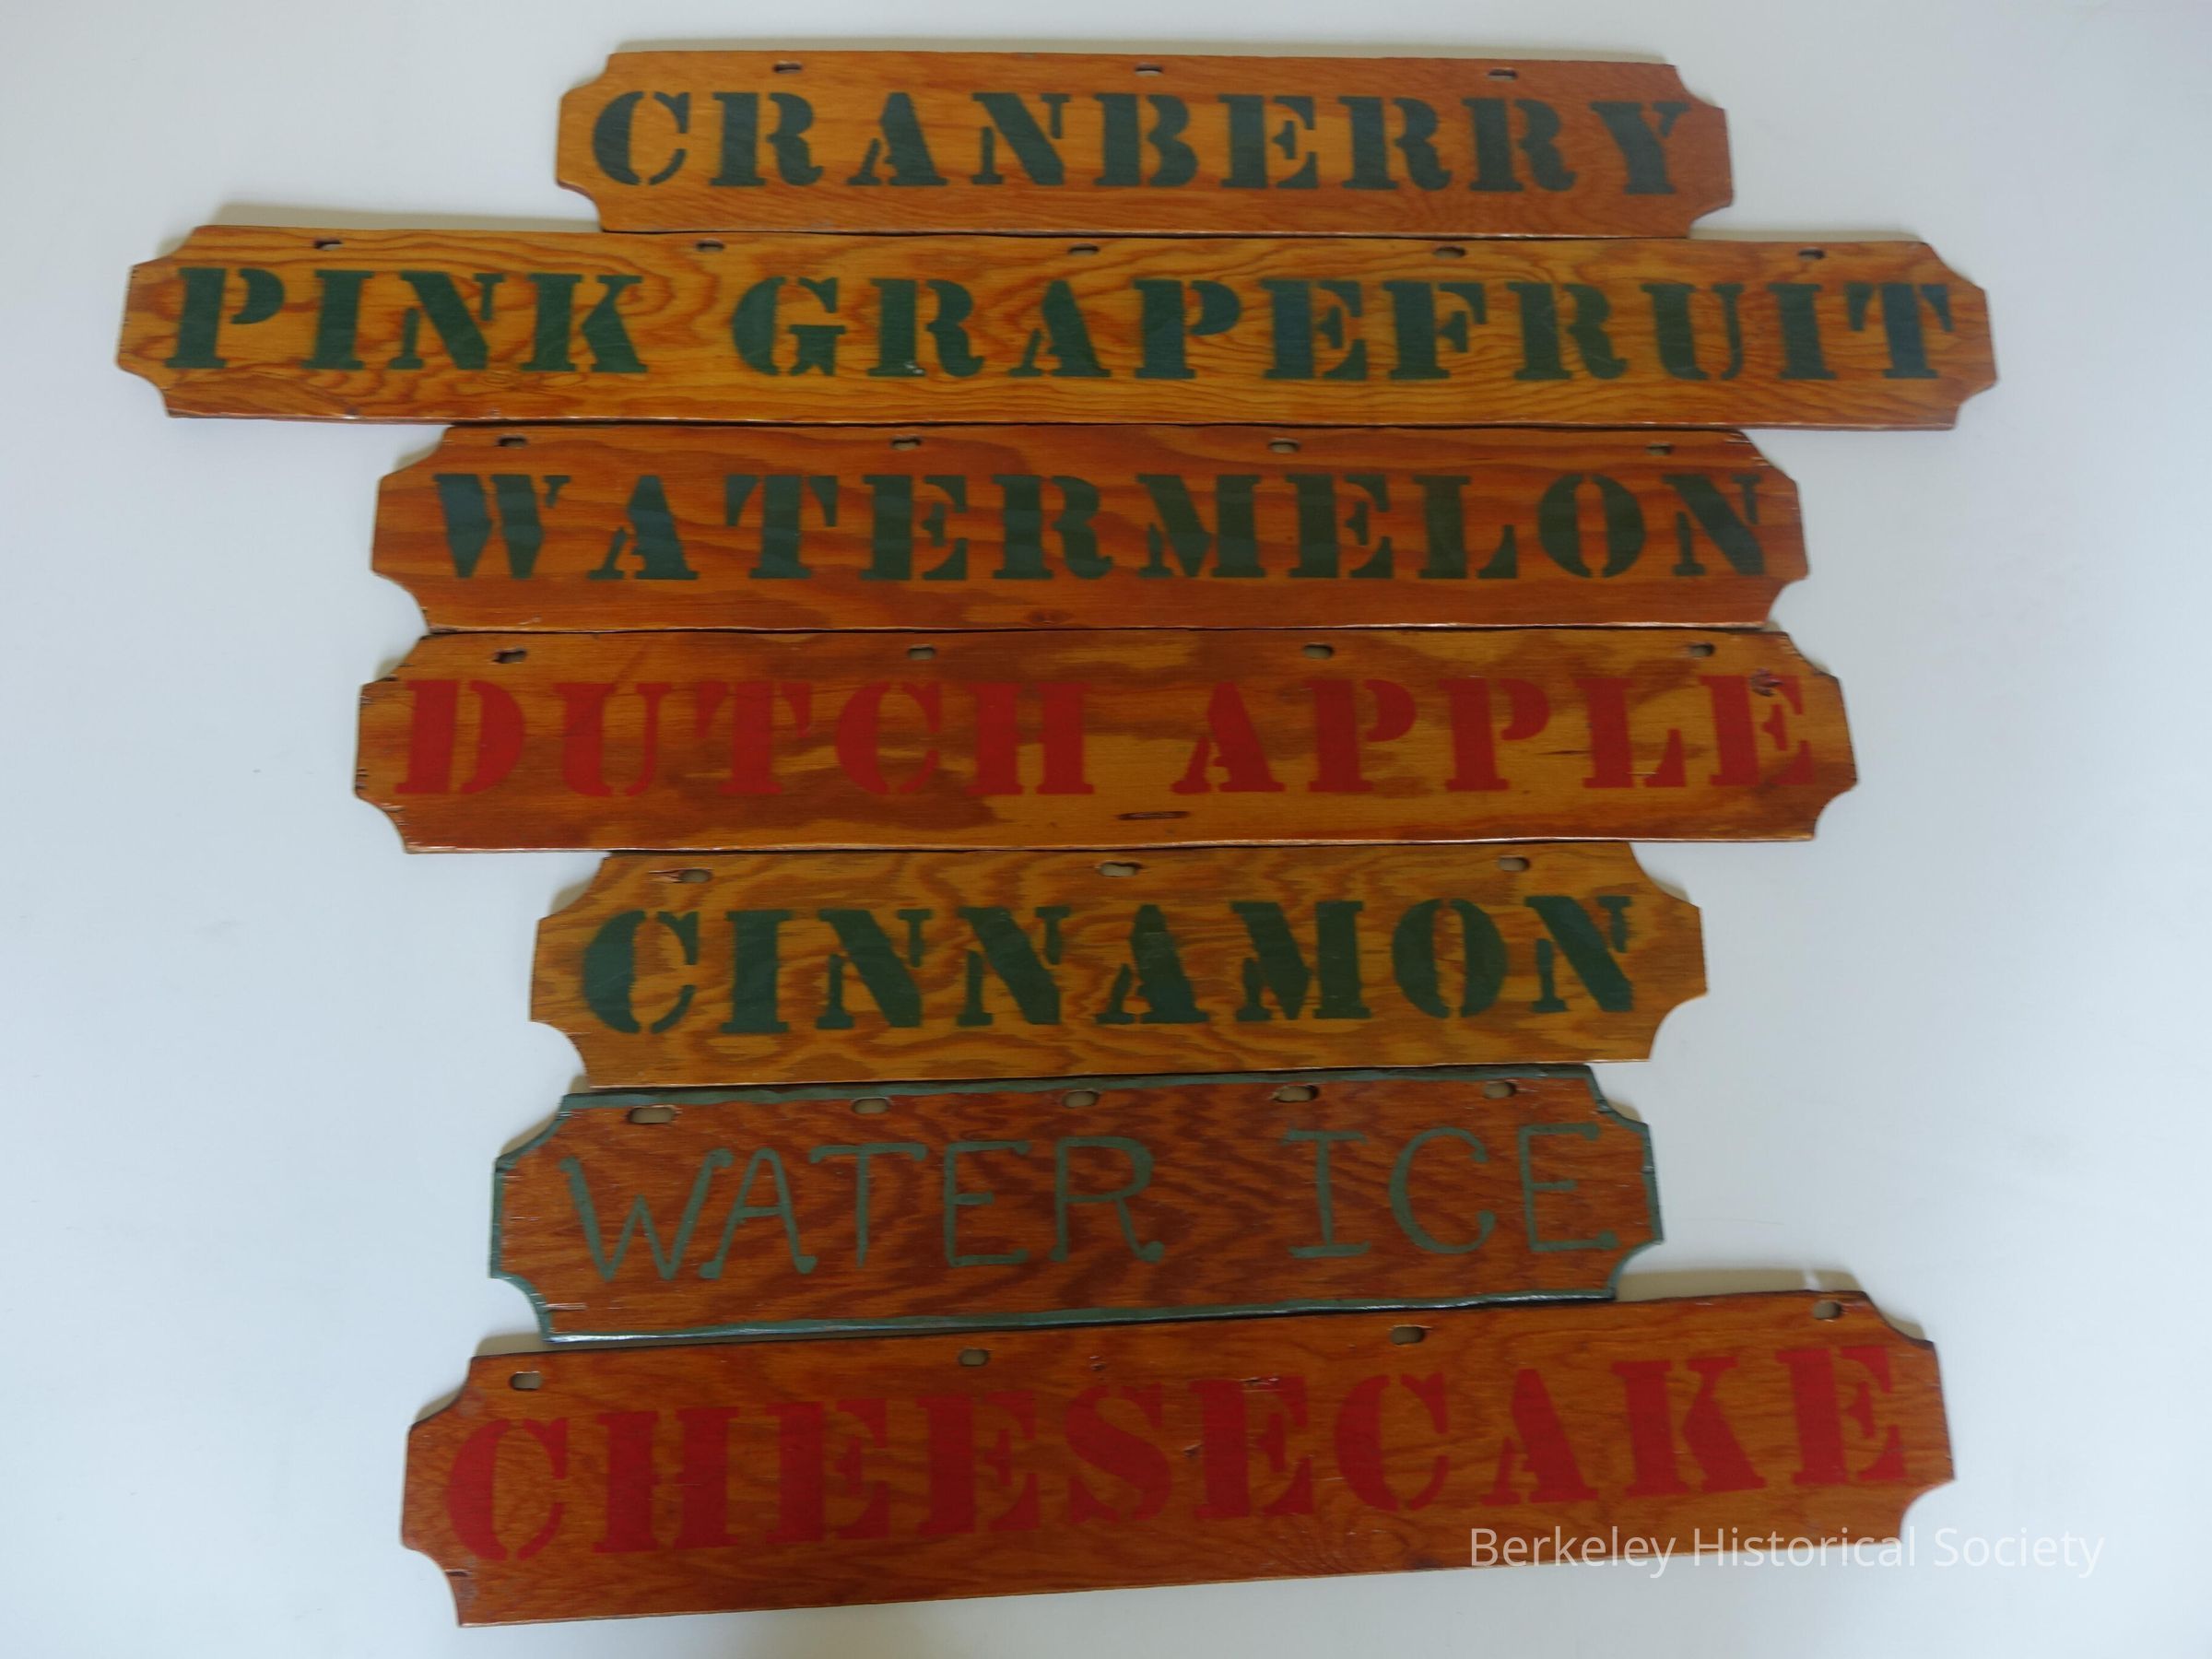 CRANBERRY
PINK GRAPEFRUIT
WATERMELON
DUTCH APPLE
CINNAMON
WATER ICE
CHEESECAKE
Berkeley Historical Society